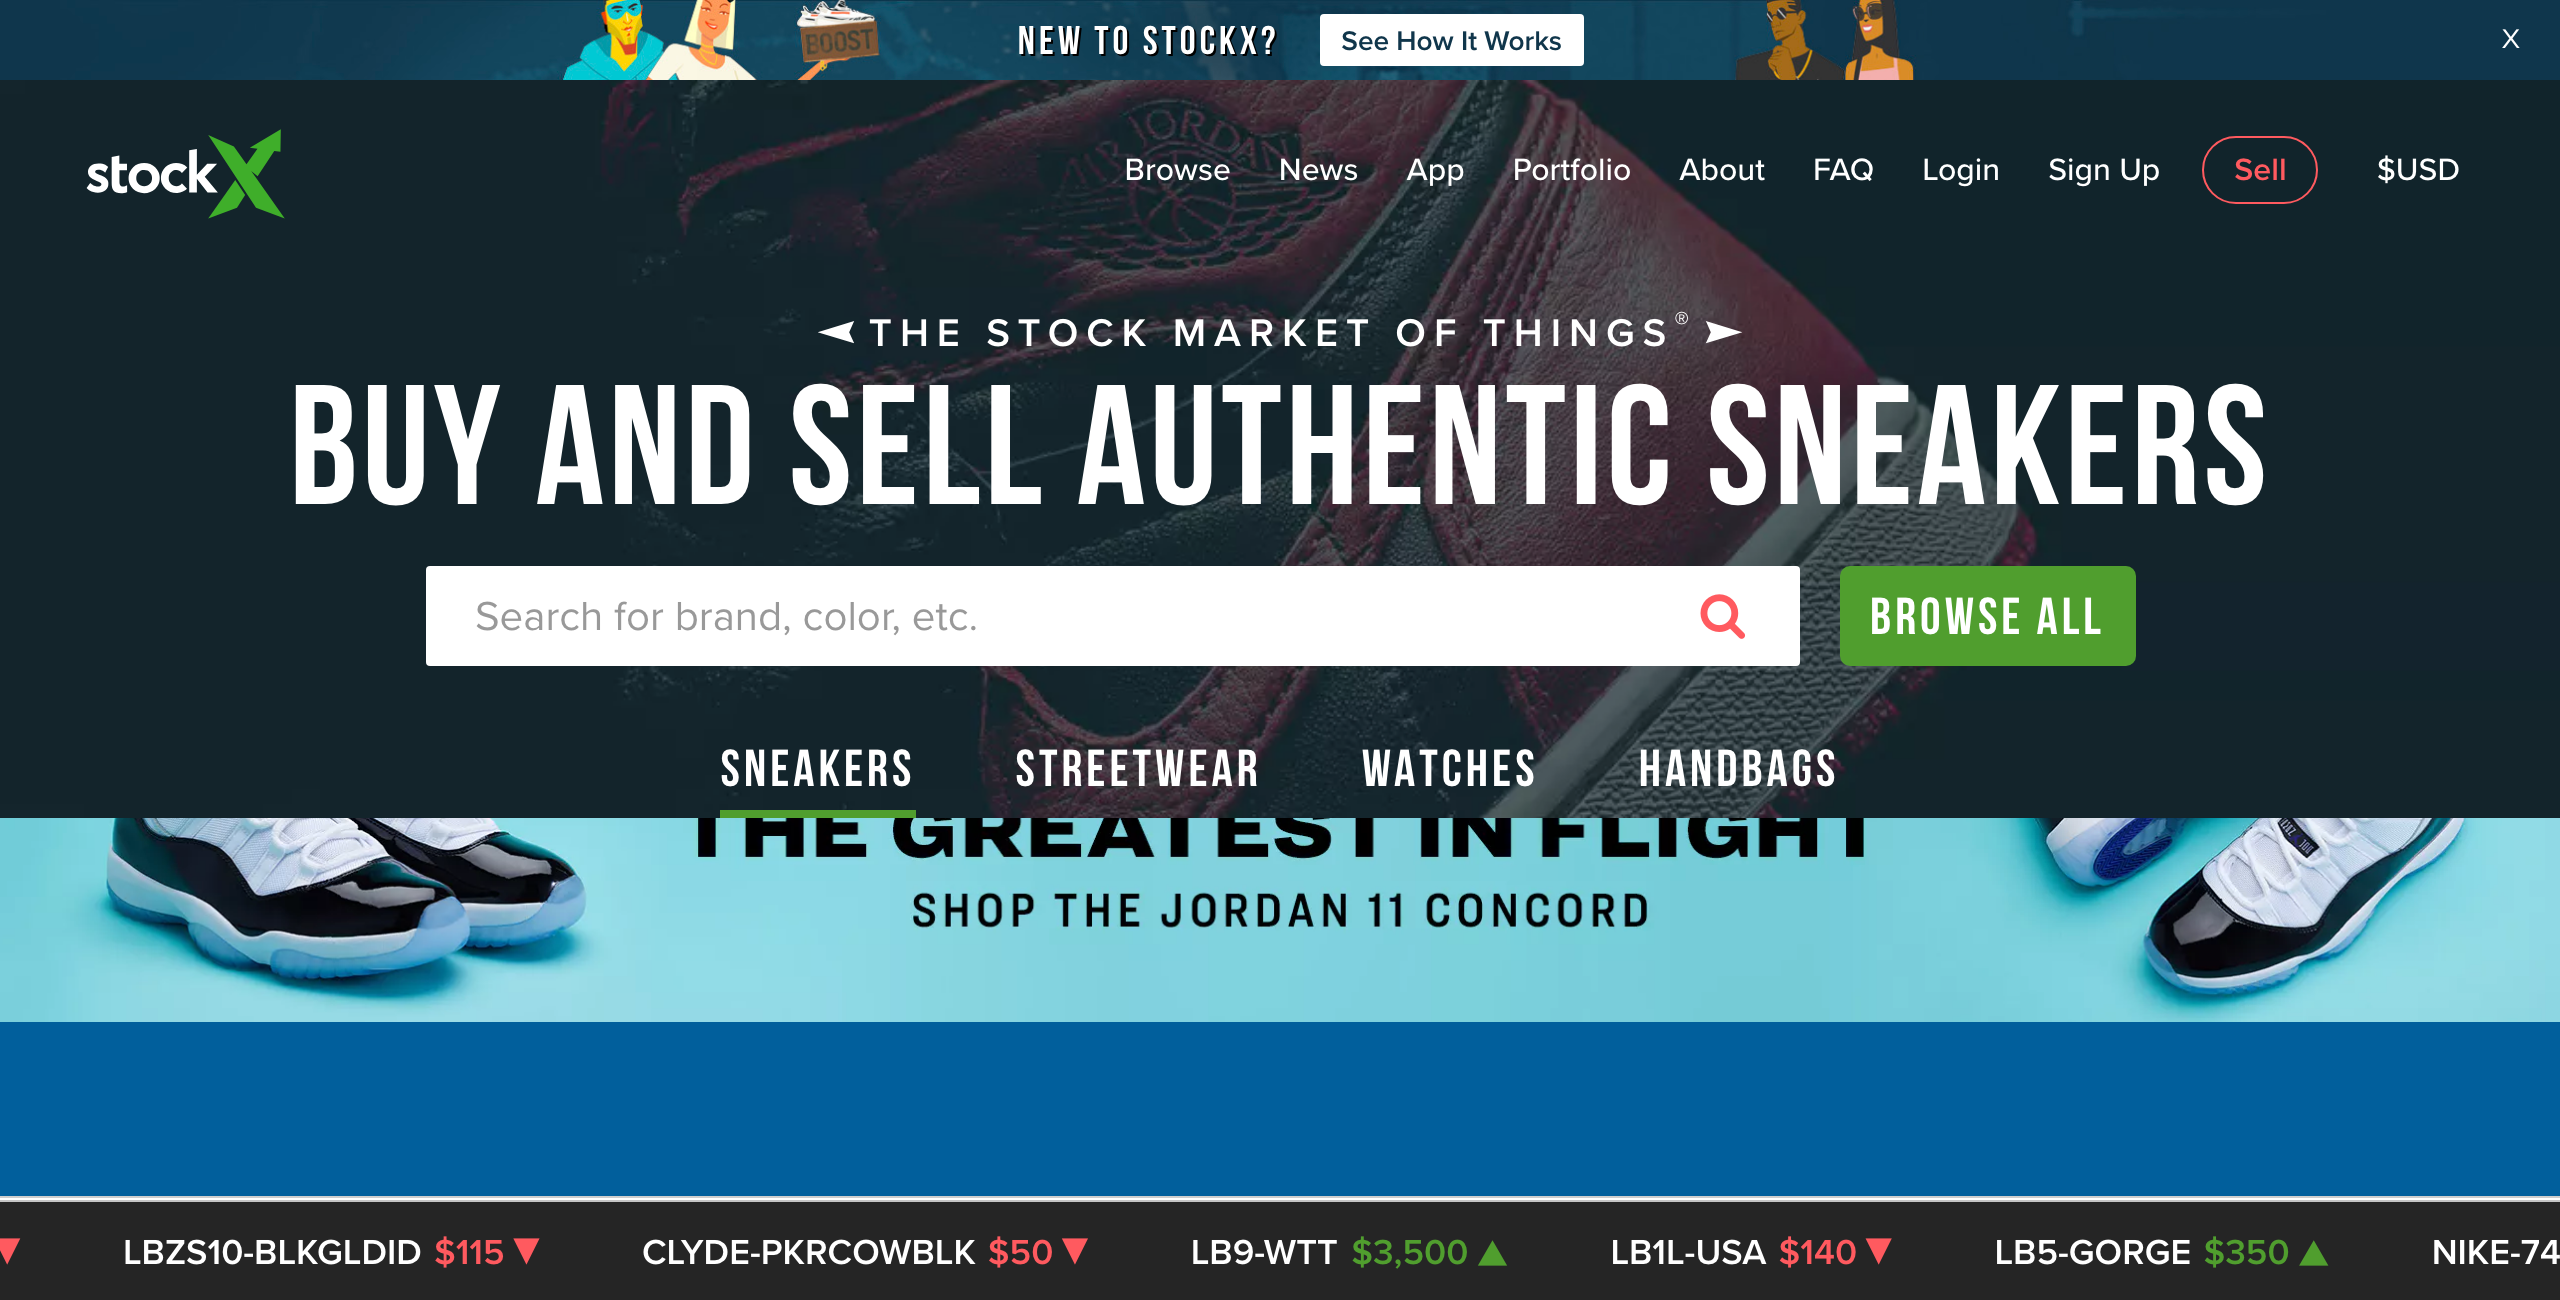 BOOST
NEW TO STOCKX?
See How It Works
X
stockX
AIR JORDAN
Browse
News
App
Portfolio
About
FAQ
Login
Sign Up
Sell
$USD
THE STOCK MARKET OF THINGS®
BUY AND SELL AUTHENTIC SNEAKERS
Search for brand, color, etc.
BROWSE ALL
SNEAKERS
STREETWEAR
WATCHES
HANDBAGS
THE GREATEST IN FLIGHT
SHOP THE JORDAN 11 CONCORD
LBZS10-BLKGLDID $115
CLYDE-PKRCOWBLK $50
LB9-WTT $3,500
LB1L-USA $140
LB5-GORGE $350
NIKE-74